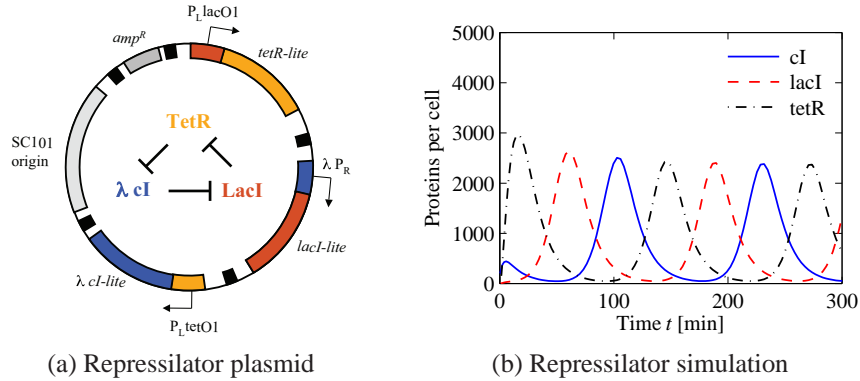 P_L lacO1
amp^R
tetR-lite
SC101
origin
TetR
λ P_R
λ cI
LacI
lacI-lite
λ cI-lite
P_L tetO1
(a) Repressilator plasmid
5000
4000
3000
2000
1000
0
Proteins per cell
cI
lacI
tetR
0 100 200 300
Time t [min]
(b) Repressilator simulation